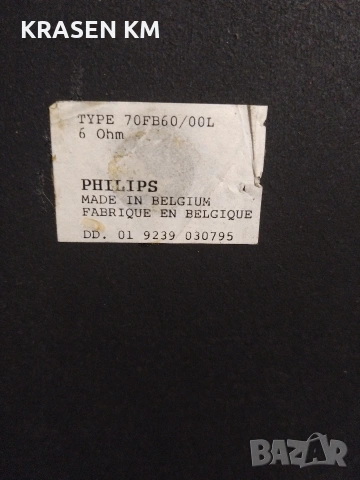 KRASEN KM
TYPE 70FB60/00L
6 Ohm
PHILIPS
MADE IN BELGIUM
FABRIQUE EN BELGIQUE
DD. 01 9239 030795
BAZAR